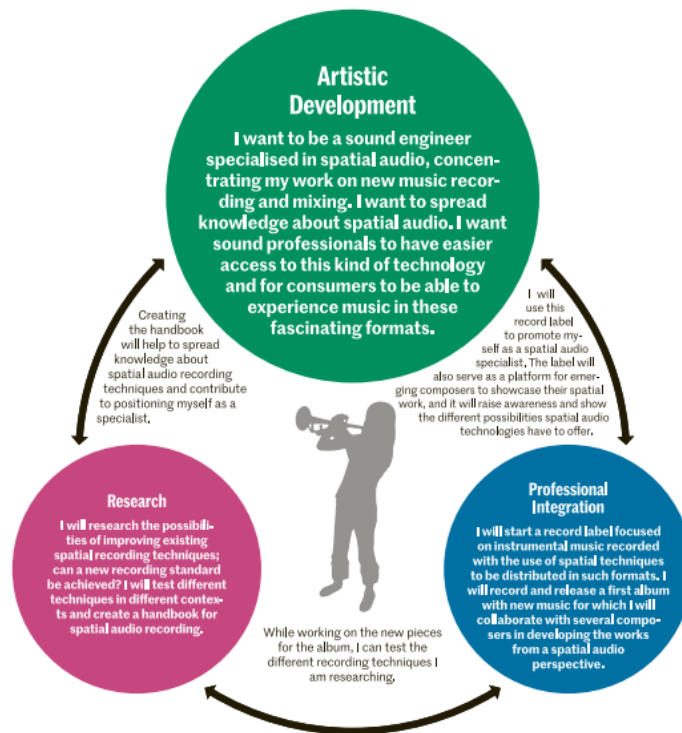 Artistic
Development
I want to be a sound engineer
specialised in spatial audio, concen-
trating my work on new music recor-
ding and mixing. I want to spread
knowledge about spatial audio. I want
sound professionals to have easier
access to this kind of technology
and for consumers to be able to
experience music in these
fascinating formats.
Creating
the handbook
will help to spread
knowledge about
spatial audio recording
techniques and contribute
to positioning myself as a
specialist.
I will
use this
record label
to promote my-
self as a spatial audio
specialist. The label will
also serve as a platform for emer-
ging composers to showcase their spatial
work, and it will raise awareness and show
the different possibilities spatial audio
technologies have to offer.
Research
I will research the possibili-
ties of improving existing
spatial recording techniques;
can a new recording standard
be achieved? I will test different
techniques in different contex-
ts and create a handbook for
spatial audio recording.
While working on the new pieces
for the album, I can test the
different recording techniques I
am researching.
Professional
Integration
I will start a record label focused
on instrumental music recorded
with the use of spatial techniques
to be distributed in such formats. I
will record and release a first album
with new music for which I will
collaborate with several compo-
sers in developing the works
from a spatial audio
perspective.